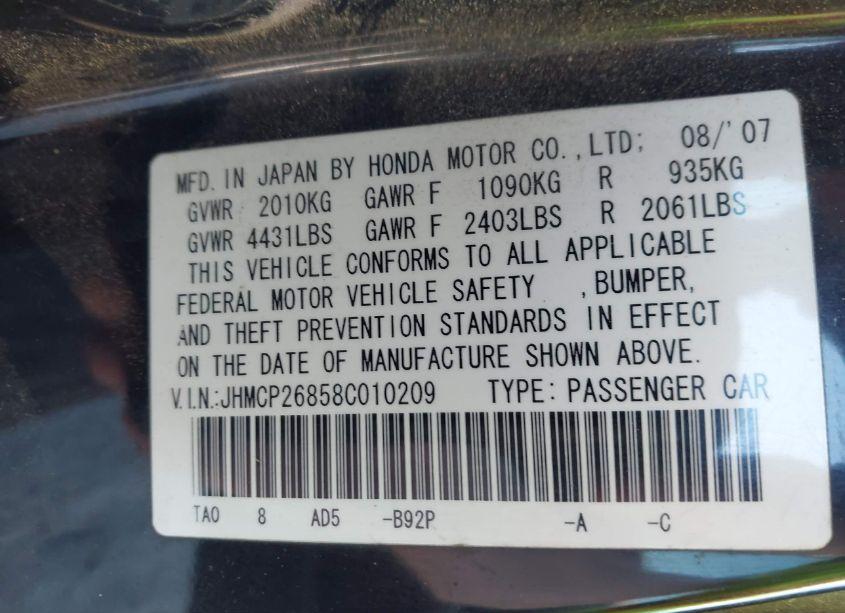 MFD. IN JAPAN BY HONDA MOTOR CO.,LTD; 08/'07
GVWR 2010KG GAWR F 1090KG R 935KG
GVWR 4431LBS GAWR F 2403LBS R 2061LBS
THIS VEHICLE CONFORMS TO ALL APPLICABLE
FEDERAL MOTOR VEHICLE SAFETY ,BUMPER,
AND THEFT PREVENTION STANDARDS IN EFFECT
ON THE DATE OF MANUFACTURE SHOWN ABOVE.
V.I.N.:JHMCP26858C010209 TYPE: PASSENGER CAR
TA0 8 AD5 -B92P -A -C